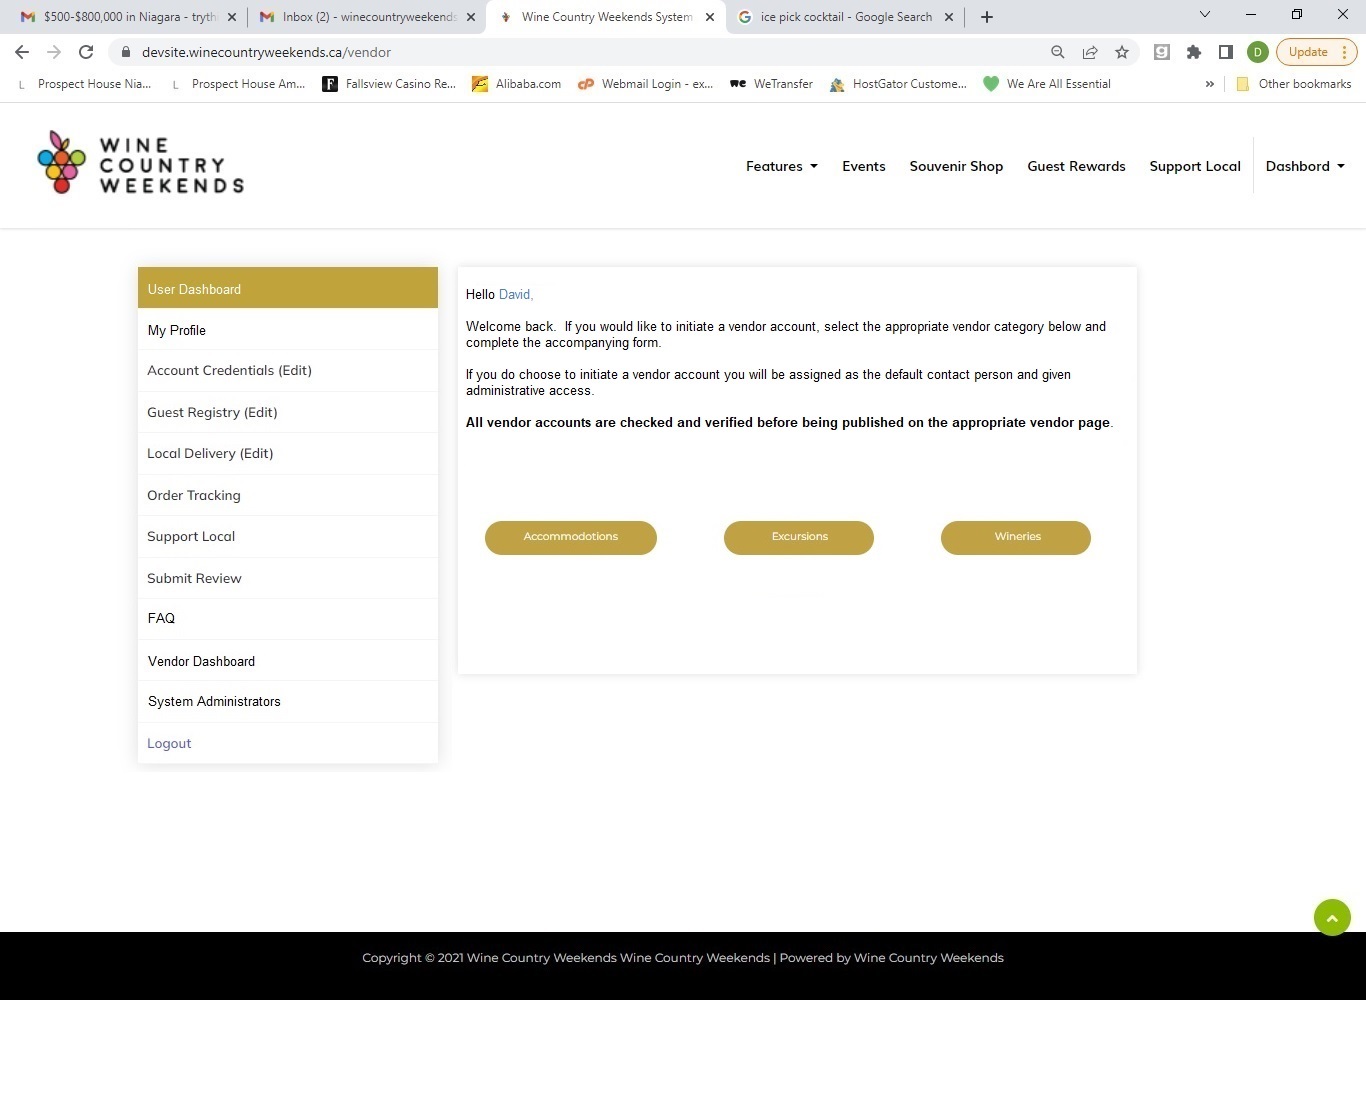 $500-$800,000 in Niagara - tryth
Inbox (2) - winecountryweekends
Wine Country Weekends System
ice pick cocktail - Google Search
devsite.winecountryweekends.ca/vendor
D
Update
L Prospect House Nia...
L Prospect House Am...
F Fallsview Casino Re...
Alibaba.com
cP Webmail Login - ex...
we WeTransfer
HostGator Custome...
We Are All Essential
»
Other bookmarks
WINE
COUNTRY
WEEKENDS
Features
Events
Souvenir Shop
Guest Rewards
Support Local
Dashbord
User Dashboard
My Profile
Account Credentials (Edit)
Guest Registry (Edit)
Local Delivery (Edit)
Order Tracking
Support Local
Submit Review
FAQ
Vendor Dashboard
System Administrators
Logout
Hello David,
Welcome back.  If you would like to initiate a vendor account, select the appropriate vendor category below and
complete the accompanying form.
If you do choose to initiate a vendor account you will be assigned as the default contact person and given
administrative access.
All vendor accounts are checked and verified before being published on the appropriate vendor page.
Accommodotions
Excursions
Wineries
Copyright © 2021 Wine Country Weekends Wine Country Weekends | Powered by Wine Country Weekends